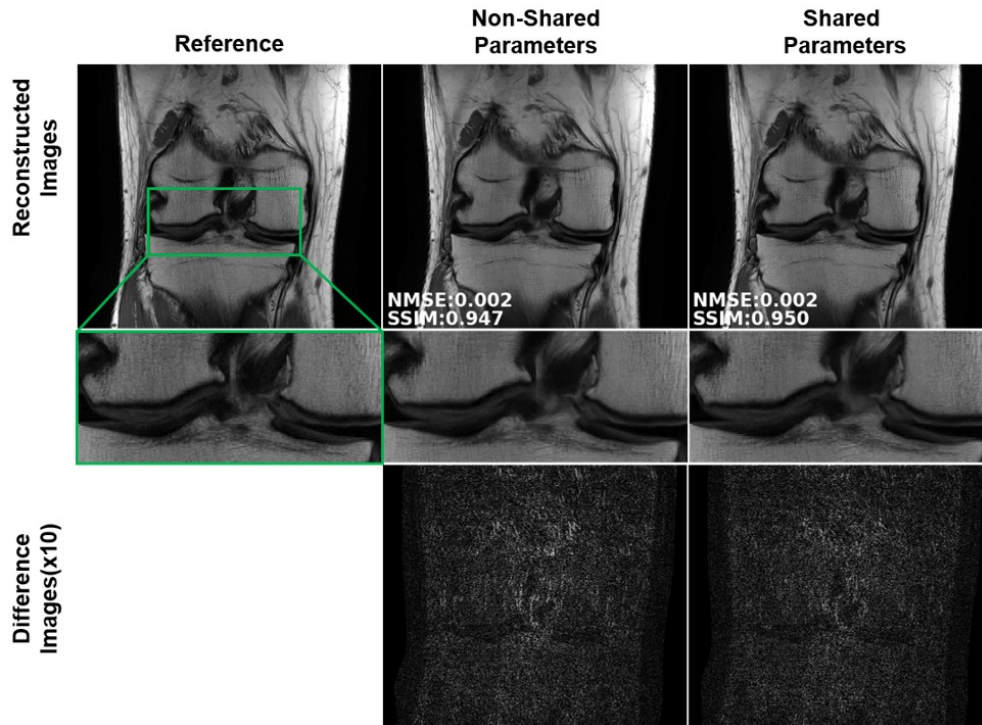 Reference
Non-Shared
Parameters
Shared
Parameters
Reconstructed
Images
NMSE:0.002
SSIM:0.947
NMSE:0.002
SSIM:0.950
Difference
Images(x10)